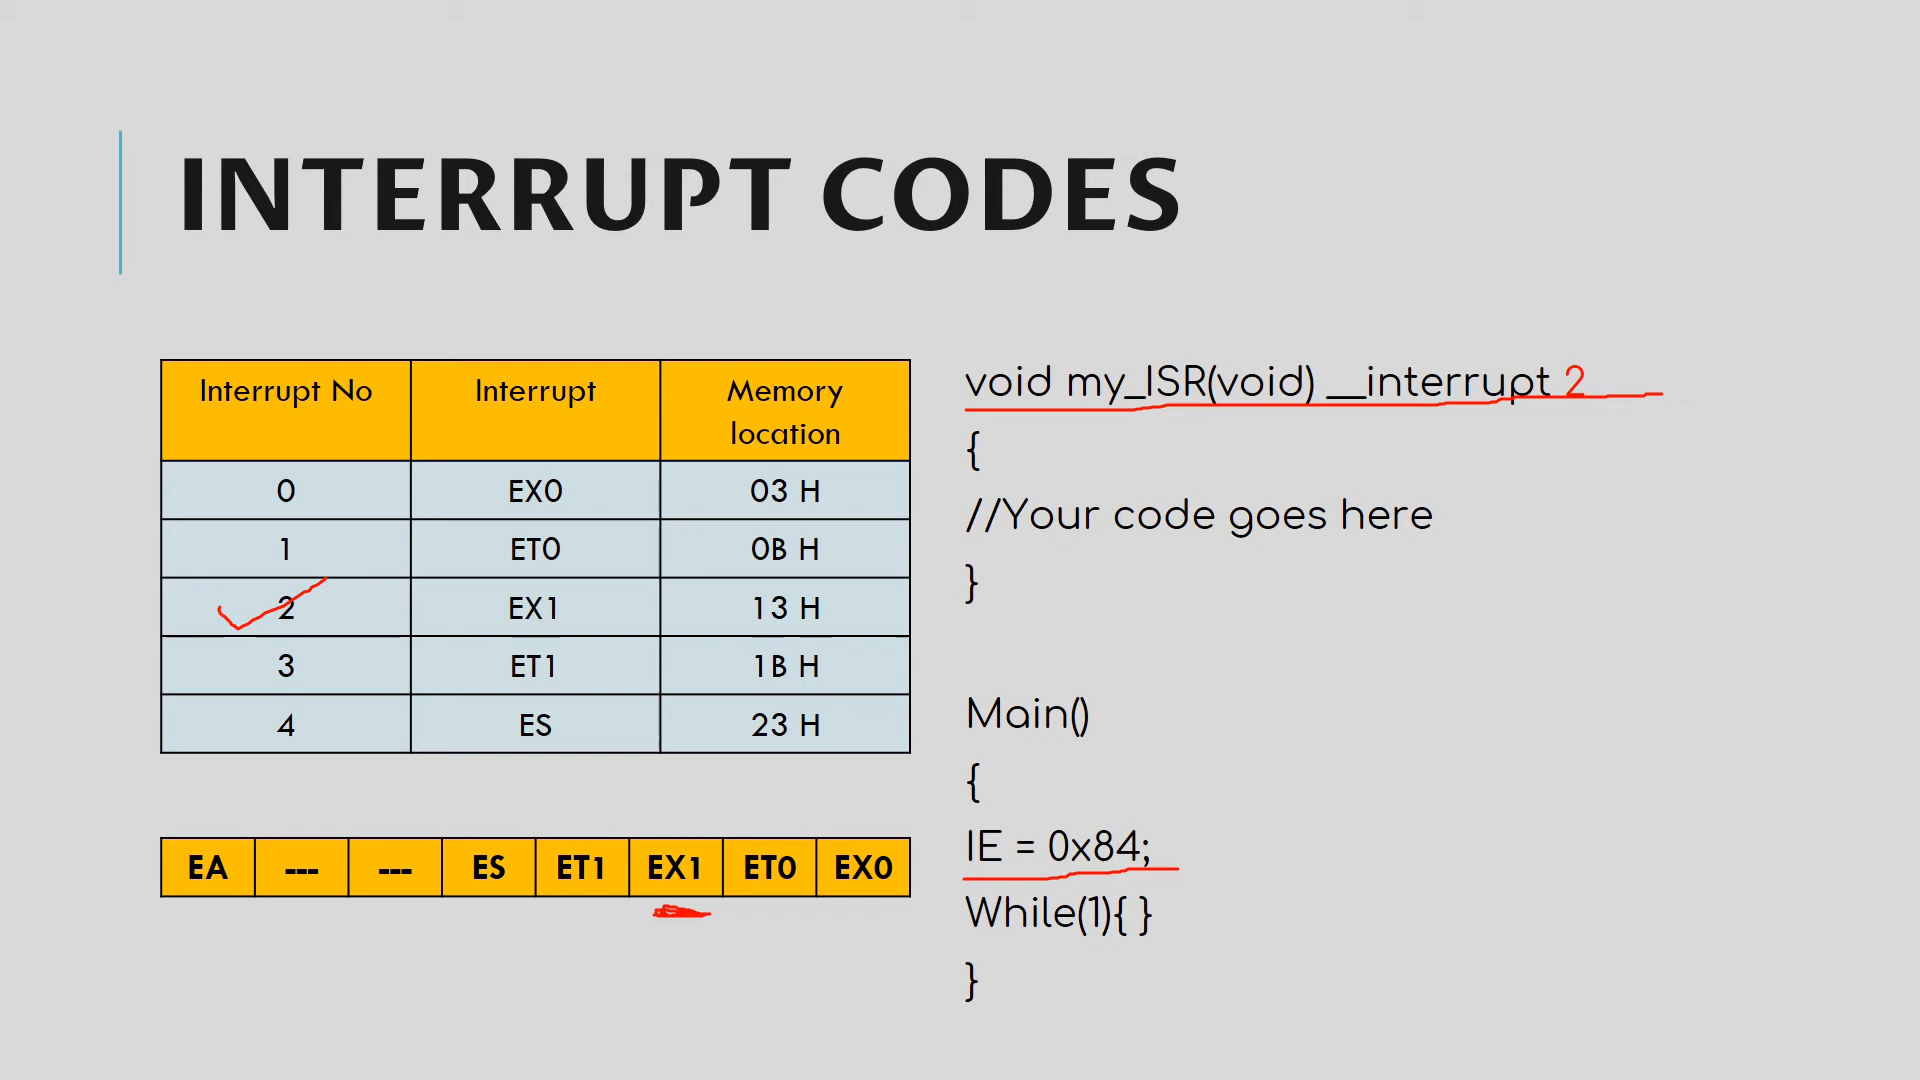 INTERRUPT CODES
Interrupt No Interrupt Memory location
0 EX0 03 H
1 ET0 0B H
2 EX1 13 H
3 ET1 1B H
4 ES 23 H
EA --- --- ES ET1 EX1 ET0 EX0
void my_ISR(void) __interrupt 2
{
//Your code goes here
}
Main()
{
IE = 0x84;
While(1){ }
}